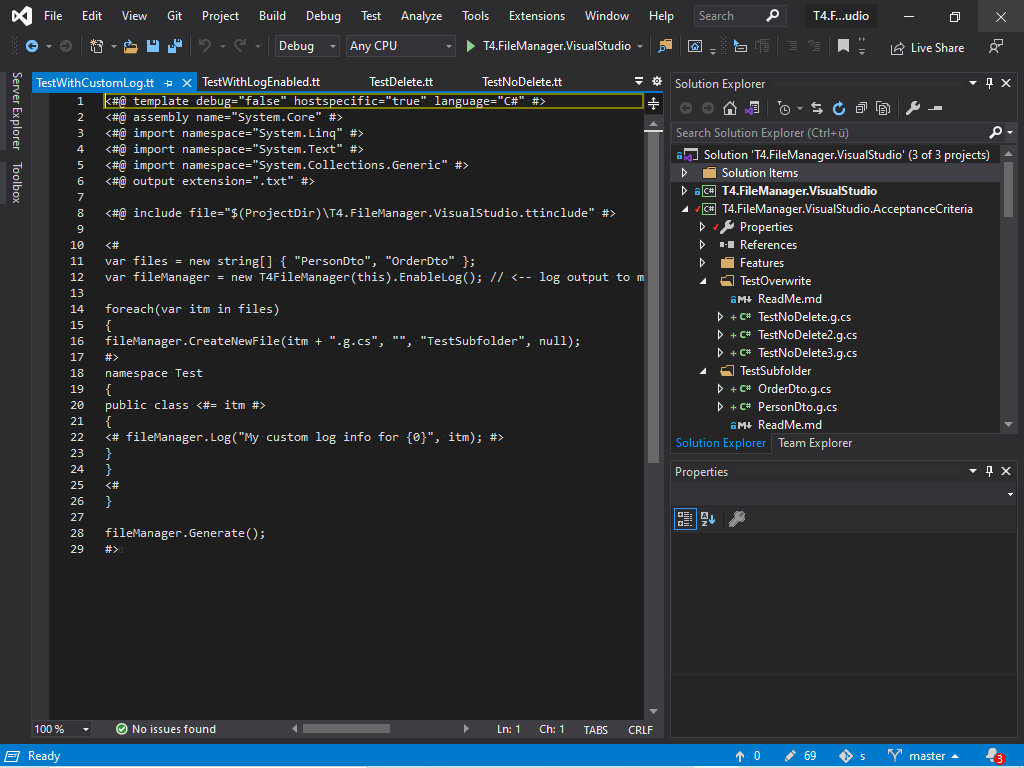 File Edit View Git Project Build Debug Test Analyze Tools Extensions Window Help Search T4.F...udio
Debug Any CPU T4.FileManager.VisualStudio Live Share
Server Explorer
Toolbox
TestWithCustomLog.tt TestWithLogEnabled.tt TestDelete.tt TestNoDelete.tt
1 <#@ template debug="false" hostspecific="true" language="C#" #>
2 <#@ assembly name="System.Core" #>
3 <#@ import namespace="System.Linq" #>
4 <#@ import namespace="System.Text" #>
5 <#@ import namespace="System.Collections.Generic" #>
6 <#@ output extension=".txt" #>
7
8 <#@ include file="$(ProjectDir)\T4.FileManager.VisualStudio.ttinclude" #>
9
10 <#
11 var files = new string[] { "PersonDto", "OrderDto" };
12 var fileManager = new T4FileManager(this).EnableLog(); // <-- log output to m
13
14 foreach(var itm in files)
15 {
16 fileManager.CreateNewFile(itm + ".g.cs", "", "TestSubfolder", null);
17 #>
18 namespace Test
19 {
20 public class <#= itm #>
21 {
22 <# fileManager.Log("My custom log info for {0}", itm); #>
23 }
24 }
25 <#
26 }
27
28 fileManager.Generate();
29 #>
100 % No issues found Ln: 1 Ch: 1 TABS CRLF
Solution Explorer
Search Solution Explorer (Ctrl+ü)
Solution 'T4.FileManager.VisualStudio' (3 of 3 projects)
Solution Items
C# T4.FileManager.VisualStudio
C# T4.FileManager.VisualStudio.AcceptanceCriteria
Properties
References
Features
TestOverwrite
M ReadMe.md
C# TestNoDelete.g.cs
C# TestNoDelete2.g.cs
C# TestNoDelete3.g.cs
TestSubfolder
C# OrderDto.g.cs
C# PersonDto.g.cs
M ReadMe.md
Solution Explorer Team Explorer
Properties
Ready 0 69 s master 3